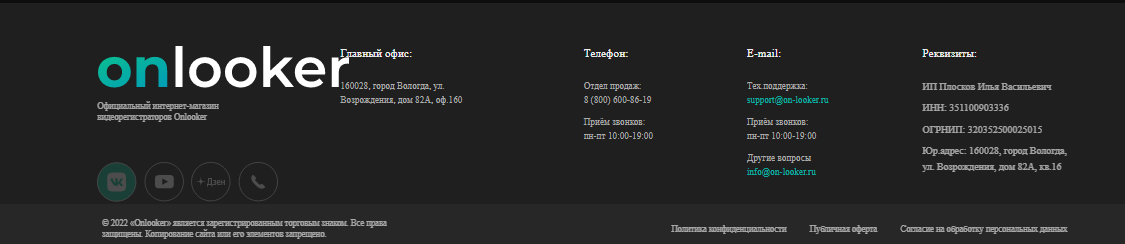 onlooker
Официальный интернет-магазин
видеорегистраторов Onlooker
+ Дзен
Главный офис:
160028, город Вологда, ул.
Возрождения, дом 82А, оф.160
Телефон:
Отдел продаж:
8 (800) 600-86-19
Приём звонков:
пн-пт 10:00-19:00
E-mail:
Тех.поддержка:
support@on-looker.ru
Приём звонков:
пн-пт 10:00-19:00
Другие вопросы
info@on-looker.ru
Реквизиты:
ИП Плосков Илья Васильевич
ИНН: 351100903336
ОГРНИП: 320352500025015
Юр.адрес: 160028, город Вологда,
ул. Возрождения, дом 82А, кв.16
© 2022 «Onlooker» является зарегистрированным торговым знаком. Все права
защищены. Копирование сайта или его элементов запрещено.
Политика конфиденциальности
Публичная оферта
Согласие на обработку персональных данных